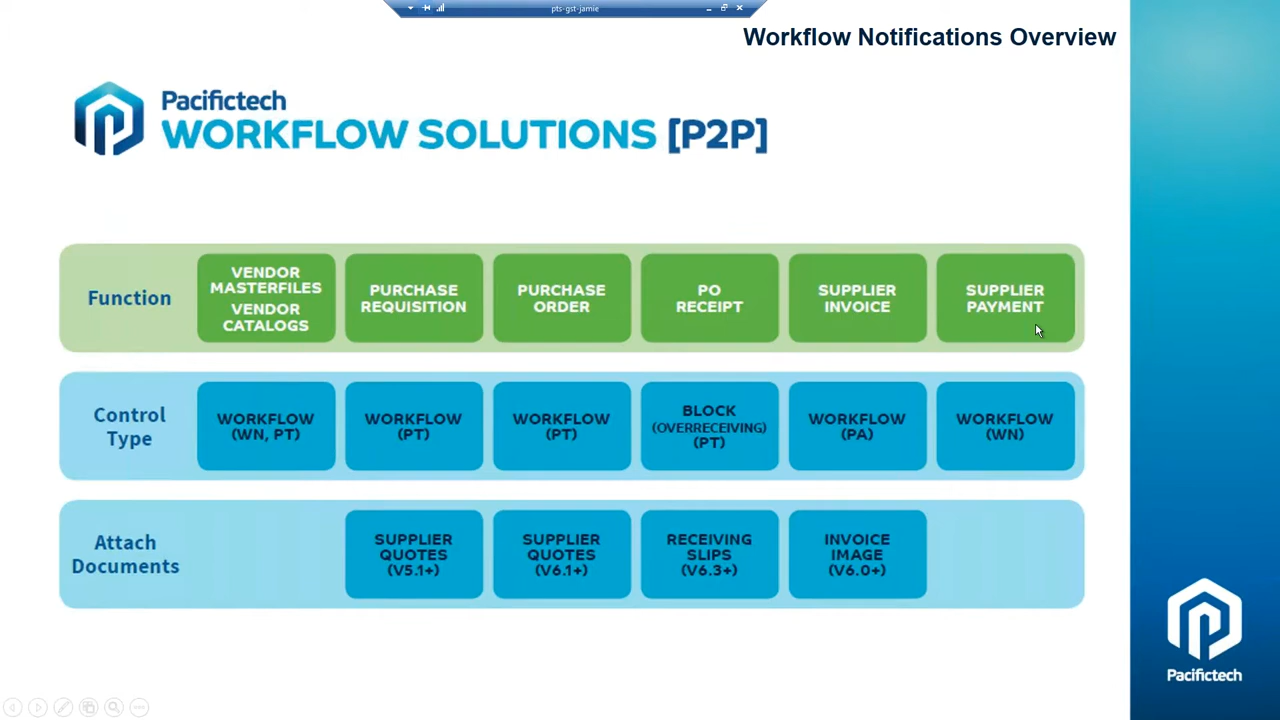 pts-gst-jamie
Workflow Notifications Overview
Pacifictech
WORKFLOW SOLUTIONS [P2P]
Function
VENDOR
MASTERFILES
VENDOR
CATALOGS
PURCHASE
REQUISITION
PURCHASE
ORDER
PO
RECEIPT
SUPPLIER
INVOICE
SUPPLIER
PAYMENT
Control
Type
WORKFLOW
(WN, PT)
WORKFLOW
(PT)
WORKFLOW
(PT)
BLOCK
(OVERRECEIVING)
(PT)
WORKFLOW
(PA)
WORKFLOW
(WN)
Attach
Documents
SUPPLIER
QUOTES
(V5.1+)
SUPPLIER
QUOTES
(V6.1+)
RECEIVING
SLIPS
(V6.3+)
INVOICE
IMAGE
(V6.0+)
Pacifictech